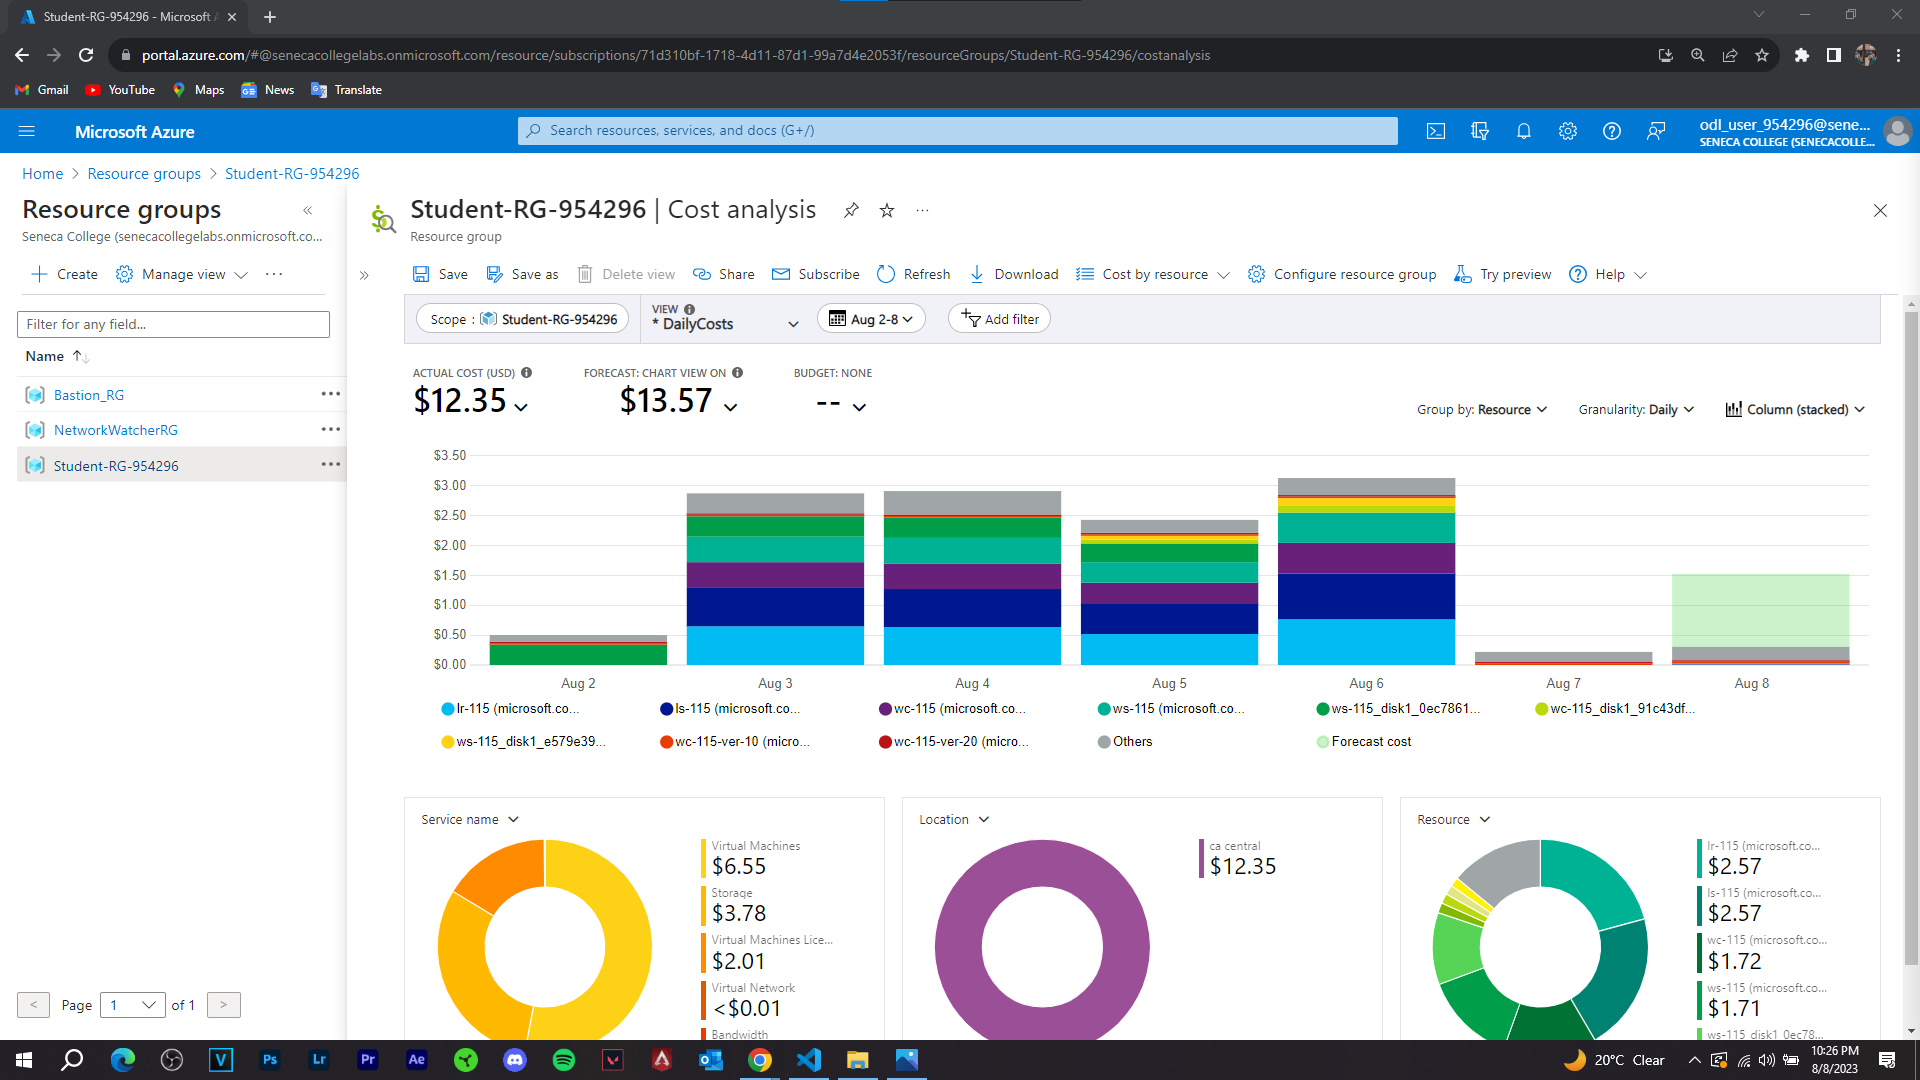 Student-RG-954296 - Microsoft A
portal.azure.com/#@senecacollegelabs.onmicrosoft.com/resource/subscriptions/71d310bf-1718-4d11-87d1-99a7d4e2053f/resourceGroups/Student-RG-954296/costanalysis
Gmail YouTube Maps News Translate
Microsoft Azure
Search resources, services, and docs (G+/)
odl_user_954296@sene...
SENECA COLLEGE (SENECACOLLE...
Home > Resource groups > Student-RG-954296
Resource groups
Seneca College (senecacollegelabs.onmicrosoft.co...
Create Manage view
Filter for any field...
Name
Bastion_RG
NetworkWatcherRG
Student-RG-954296
< Page 1 of 1 >
Student-RG-954296 | Cost analysis
Resource group
Save Save as Delete view Share Subscribe Refresh Download Cost by resource Configure resource group Try preview Help
Scope : Student-RG-954296
VIEW
* DailyCosts
Aug 2-8
Add filter
ACTUAL COST (USD)
$12.35
FORECAST: CHART VIEW ON
$13.57
BUDGET: NONE
--
Group by: Resource Granularity: Daily Column (stacked)
$3.50
$3.00
$2.50
$2.00
$1.50
$1.00
$0.50
$0.00
Aug 2 Aug 3 Aug 4 Aug 5 Aug 6 Aug 7 Aug 8
lr-115 (microsoft.co... ls-115 (microsoft.co... wc-115 (microsoft.co... ws-115 (microsoft.co... ws-115_disk1_0ec7861... wc-115_disk1_91c43df...
ws-115_disk1_e579e39... wc-115-ver-10 (micro... wc-115-ver-20 (micro... Others Forecast cost
Service name
Virtual Machines
$6.55
Storage
$3.78
Virtual Machines Lice...
$2.01
Virtual Network
<$0.01
Bandwidth
Location
ca central
$12.35
Resource
lr-115 (microsoft.co...
$2.57
ls-115 (microsoft.co...
$2.57
wc-115 (microsoft.co...
$1.72
ws-115 (microsoft.co...
$1.71
ws-115_disk1_0ec78...
V Ps Lr Pr Ae
20°C Clear
10:26 PM
8/8/2023